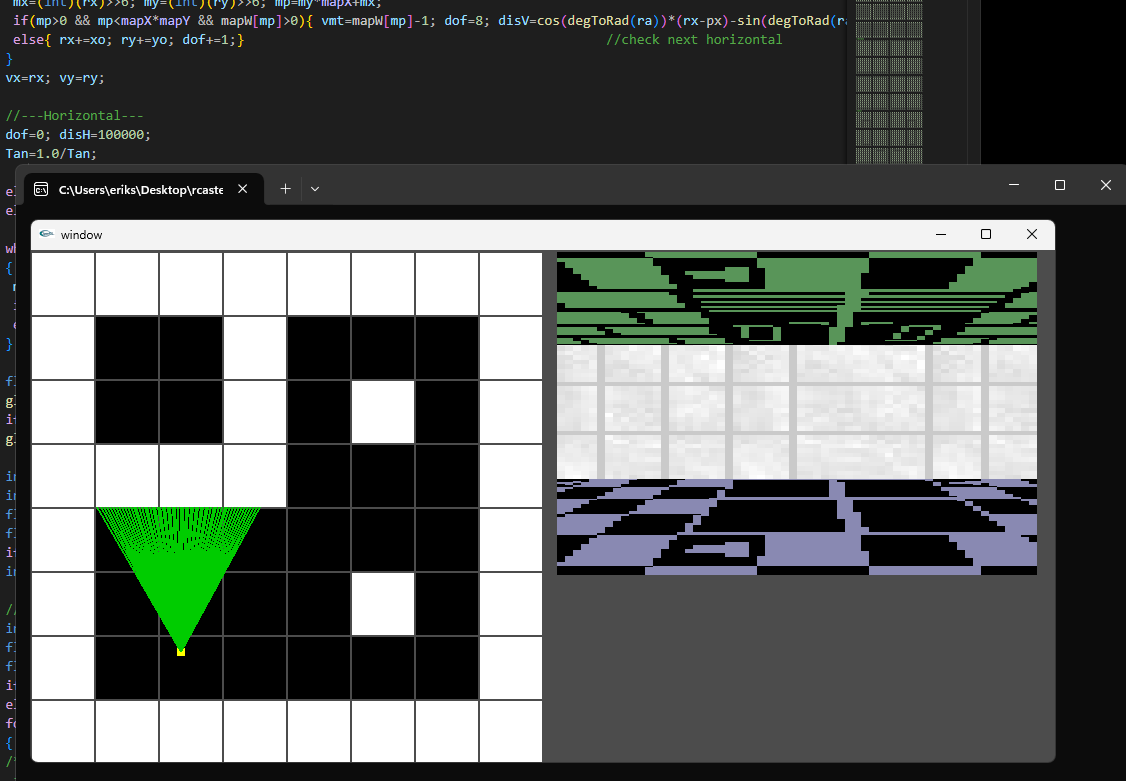 mx=(int)(rx)>>6; my=(int)(ry)>>6; mp=my*mapX+mx;
if(mp>0 && mp<mapX*mapY && mapW[mp]>0){ vmt=mapW[mp]-1; dof=8; disV=cos(degToRad(ra))*(rx-px)-sin(degToRad(ra
else{ rx+=xo; ry+=yo; dof+=1;} //check next horizontal
}
vx=rx; vy=ry;
//---Horizontal---
dof=0; disH=100000;
Tan=1.0/Tan;
C:\Users\eriks\Desktop\rcaste
window
{
}
{